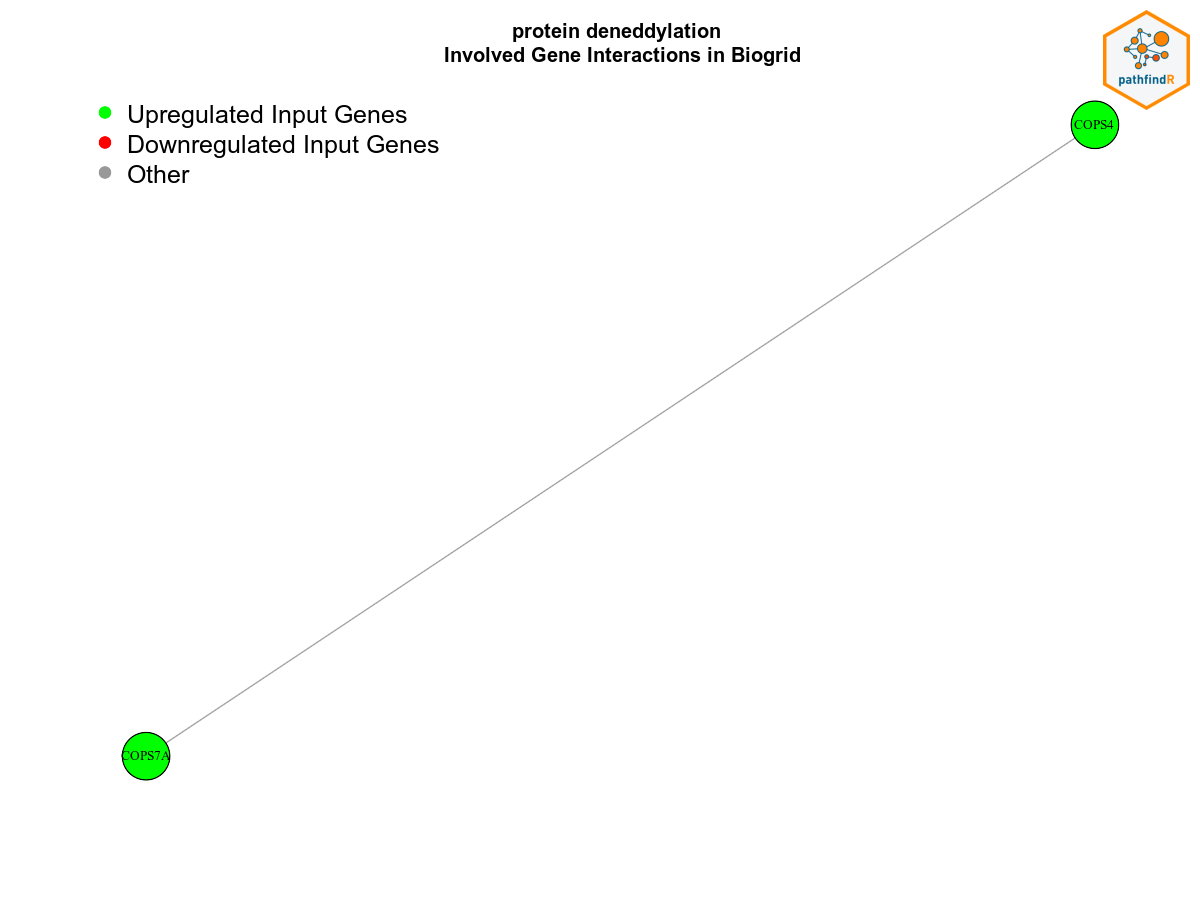 protein deneddylation
Involved Gene Interactions in Biogrid
pathfindR
Upregulated Input Genes
Downregulated Input Genes
Other
COPS4
COPS7A